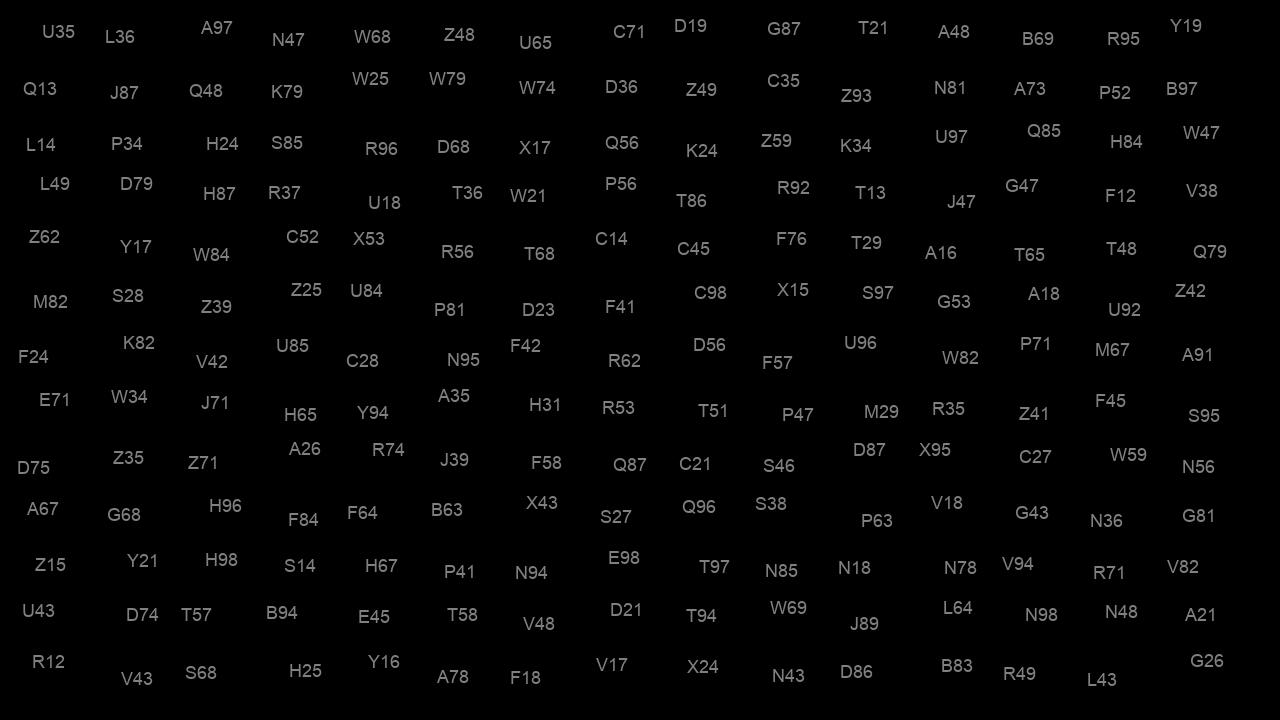 U35 L36 A97 N47 W68 Z48 U65 C71 D19 G87 T21 A48 B69 R95 Y19
Q13 J87 Q48 K79 W25 W79 W74 D36 Z49 C35 Z93 N81 A73 P52 B97
L14 P34 H24 S85 R96 D68 X17 Q56 K24 Z59 K34 U97 Q85 H84 W47
L49 D79 H87 R37 U18 T36 W21 P56 T86 R92 T13 J47 G47 F12 V38
Z62 Y17 W84 C52 X53 R56 T68 C14 C45 F76 T29 A16 T65 T48 Q79
M82 S28 Z39 Z25 U84 P81 D23 F41 C98 X15 S97 G53 A18 U92 Z42
F24 K82 V42 U85 C28 N95 F42 R62 D56 F57 U96 W82 P71 M67 A91
E71 W34 J71 H65 Y94 A35 H31 R53 T51 P47 M29 R35 Z41 F45 S95
D75 Z35 Z71 A26 R74 J39 F58 Q87 C21 S46 D87 X95 C27 W59 N56
A67 G68 H96 F84 F64 B63 X43 S27 Q96 S38 P63 V18 G43 N36 G81
Z15 Y21 H98 S14 H67 P41 N94 E98 T97 N85 N18 N78 V94 R71 V82
U43 D74 T57 B94 E45 T58 V48 D21 T94 W69 J89 L64 N98 N48 A21
R12 V43 S68 H25 Y16 A78 F18 V17 X24 N43 D86 B83 R49 L43 G26